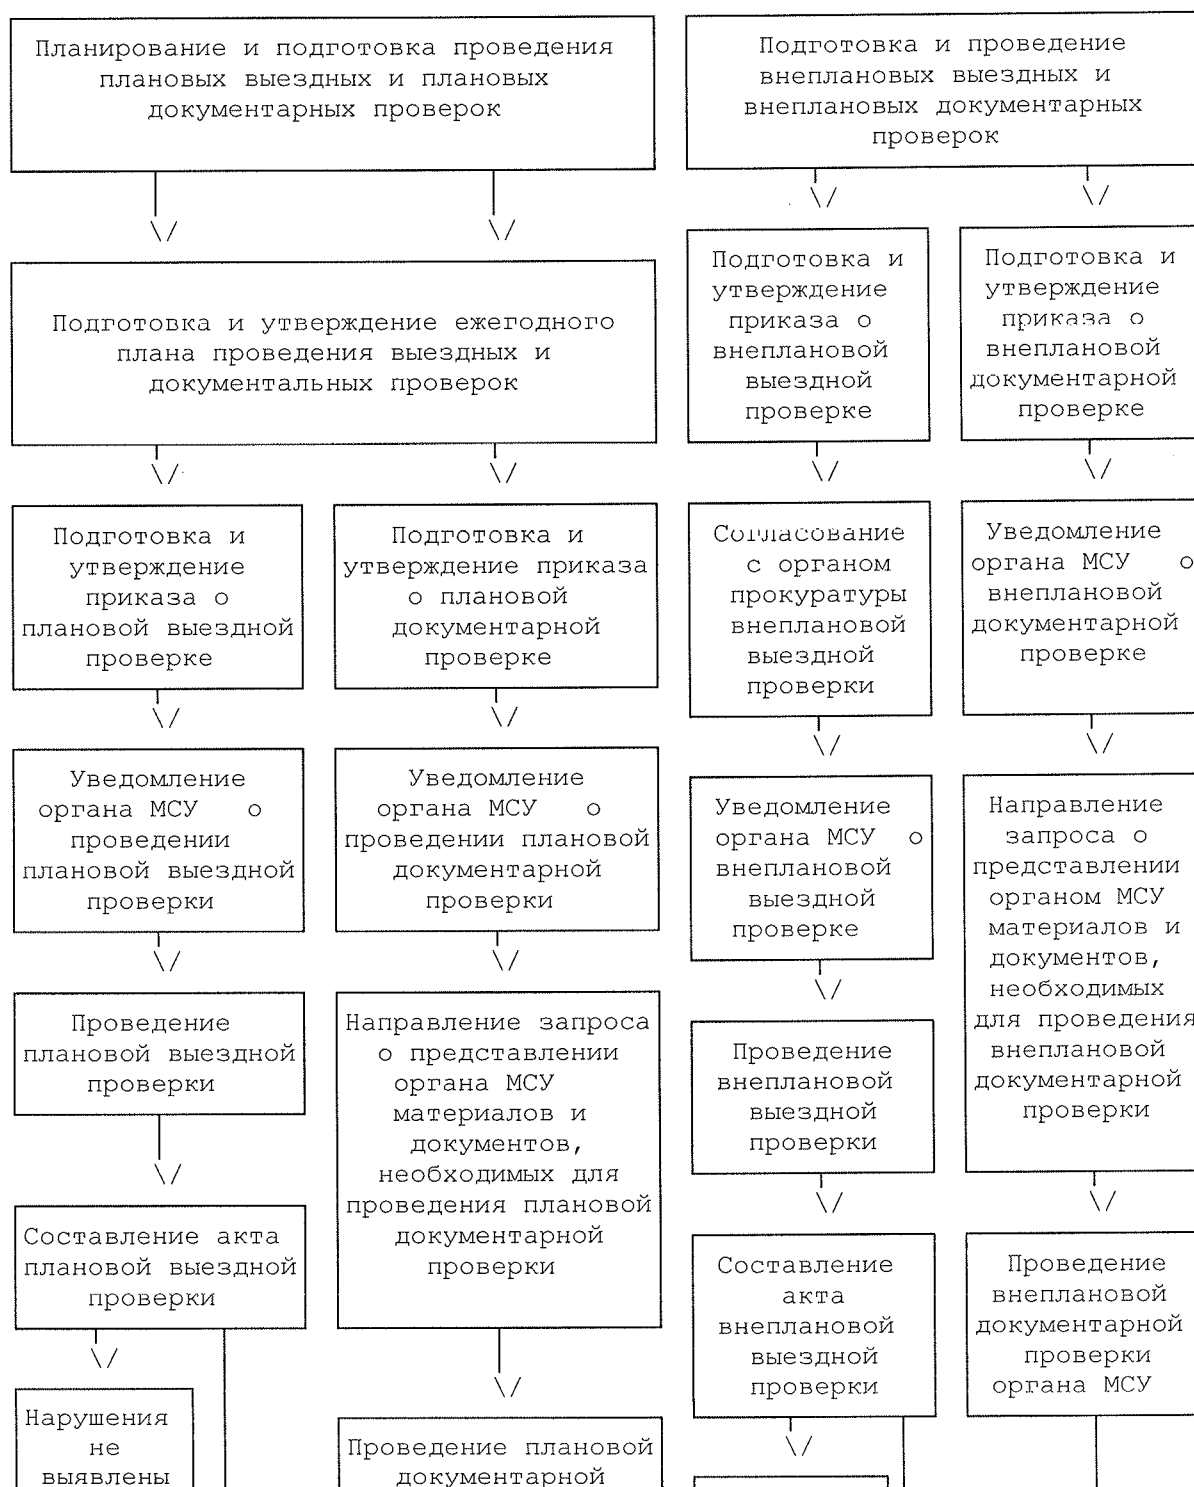 Планирование и подготовка проведения
плановых выездных и плановых
документарных проверок
Подготовка и проведение
внеплановых выездных и
внеплановых документарных
проверок
Подготовка и утверждение ежегодного
плана проведения выездных и
документальных проверок
Подготовка и
утверждение
приказа о
внеплановой
выездной
проверке
Подготовка и
утверждение
приказа о
внеплановой
документарной
проверке
Подготовка и
утверждение
приказа о
плановой выездной
проверке
Подготовка и
утверждение приказа
о плановой
документарной
проверке
Согласование
с органом
прокуратуры
внеплановой
выездной
проверки
Уведомление
органа МСУ о
внеплановой
документарной
проверке
Уведомление
органа МСУ о
проведении
плановой выездной
проверки
Уведомление
органа МСУ о
проведении плановой
документарной
проверки
Уведомление
органа МСУ о
внеплановой
выездной
проверке
Направление
запроса о
представлении
органом МСУ
материалов и
документов,
необходимых
для проведения
внеплановой
документарной
проверки
Проведение
плановой выездной
проверки
Направление запроса
о представлении
органа МСУ
материалов и
документов,
необходимых для
проведения плановой
документарной
проверки
Проведение
внеплановой
выездной
проверки
Составление акта
плановой выездной
проверки
Составление
акта
внеплановой
выездной
проверки
Проведение
внеплановой
документарной
проверки
органа МСУ
Нарушения
не
выявлены
Проведение плановой
документарной